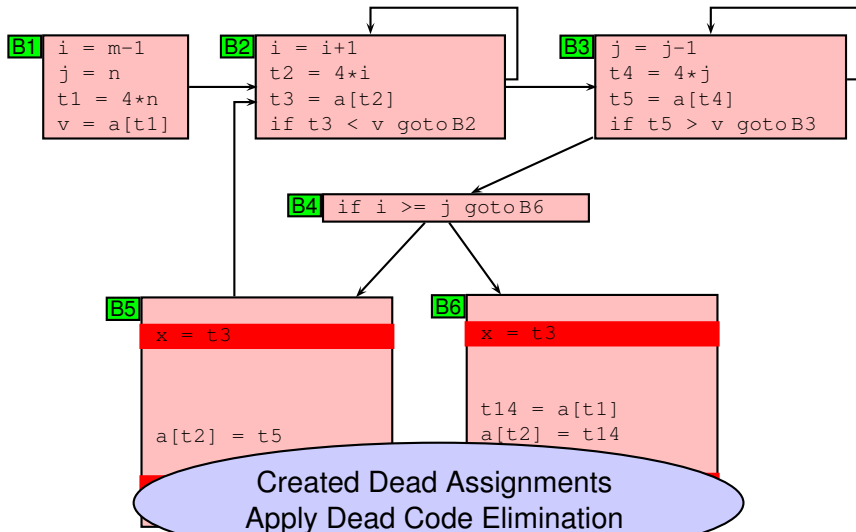 B1
i = m-1
j = n
t1 = 4*n
v = a[t1]
B2
i = i+1
t2 = 4*i
t3 = a[t2]
if t3 < v goto B2
B3
j = j-1
t4 = 4*j
t5 = a[t4]
if t5 > v goto B3
B4
if i >= j goto B6
B5
x = t3
a[t2] = t5
B6
x = t3
t14 = a[t1]
a[t2] = t14
Created Dead Assignments
Apply Dead Code Elimination